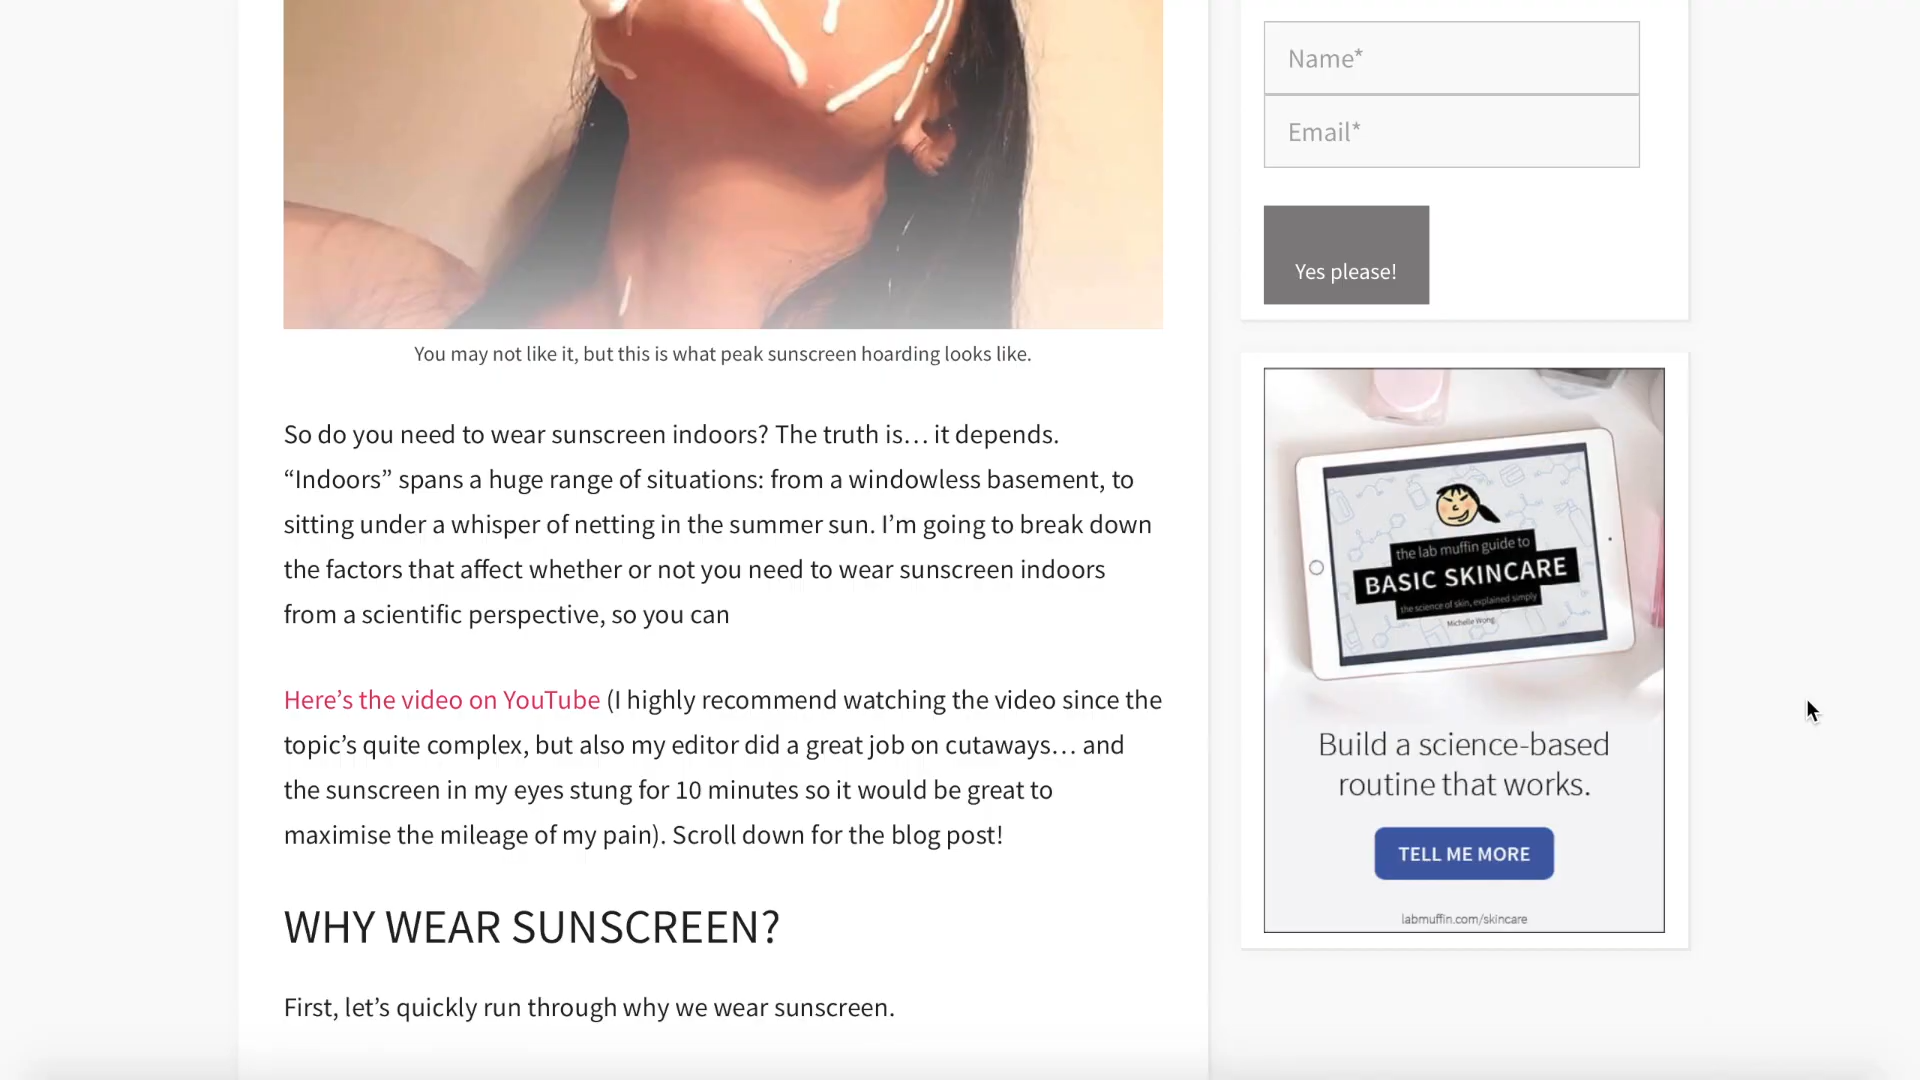 You may not like it, but this is what peak sunscreen hoarding looks like.
So do you need to wear sunscreen indoors? The truth is… it depends.
“Indoors” spans a huge range of situations: from a windowless basement, to
sitting under a whisper of netting in the summer sun. I’m going to break down
the factors that affect whether or not you need to wear sunscreen indoors
from a scientific perspective, so you can
Here’s the video on YouTube (I highly recommend watching the video since the
topic’s quite complex, but also my editor did a great job on cutaways… and
the sunscreen in my eyes stung for 10 minutes so it would be great to
maximise the mileage of my pain). Scroll down for the blog post!
WHY WEAR SUNSCREEN?
First, let’s quickly run through why we wear sunscreen.
Name*
Email*
Yes please!
the lab muffin guide to
BASIC SKINCARE
the science of skin, explained simply
Michelle Wong
Build a science-based
routine that works.
TELL ME MORE
labmuffin.com/skincare